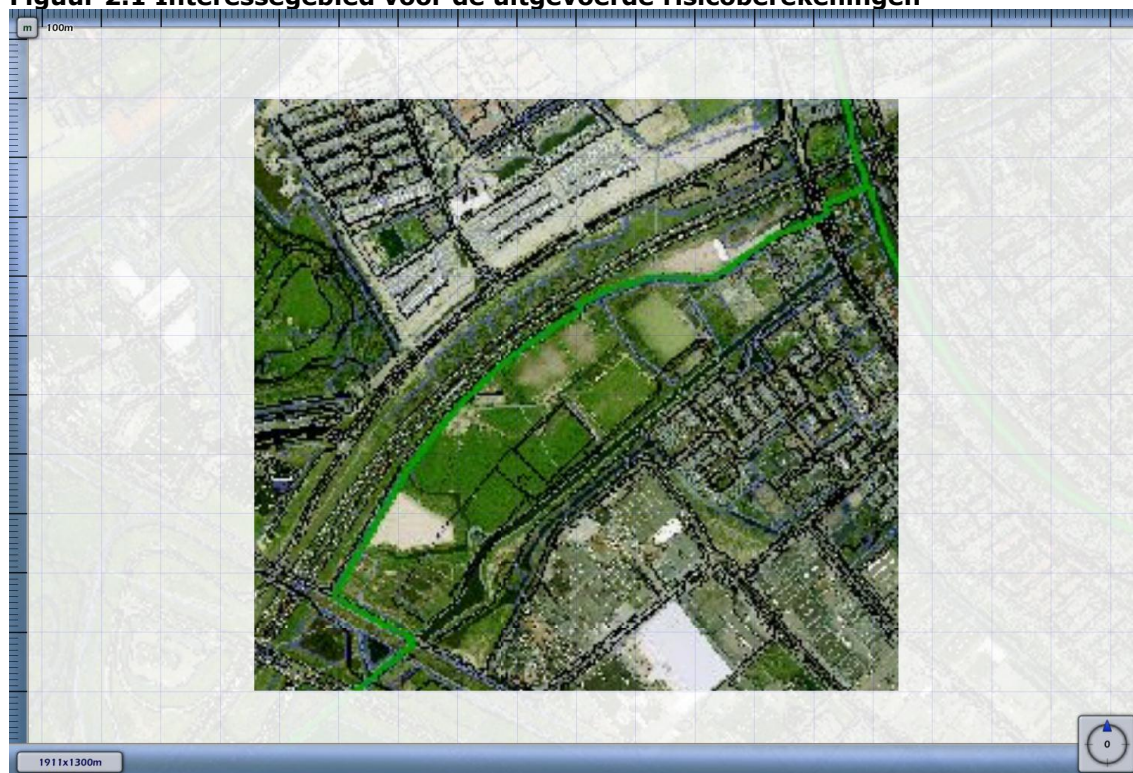 Figuur 2.1 Interessegebied voor de uitgevoerde risicoberekeningen
m 100m
1911x1300m
0